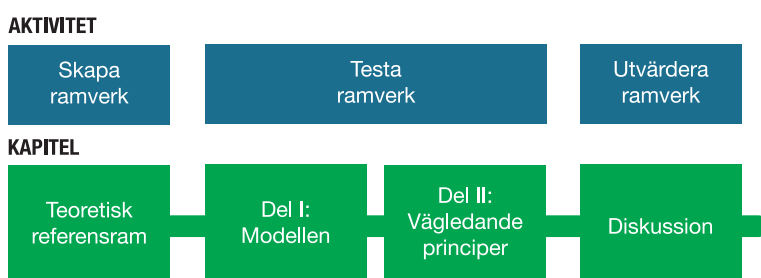 AKTIVITET
Skapa
ramverk
Testa
ramverk
Utvärdera
ramverk
KAPITEL
Teoretisk
referensram
Del I:
Modellen
Del II:
Vägledande
principer
Diskussion